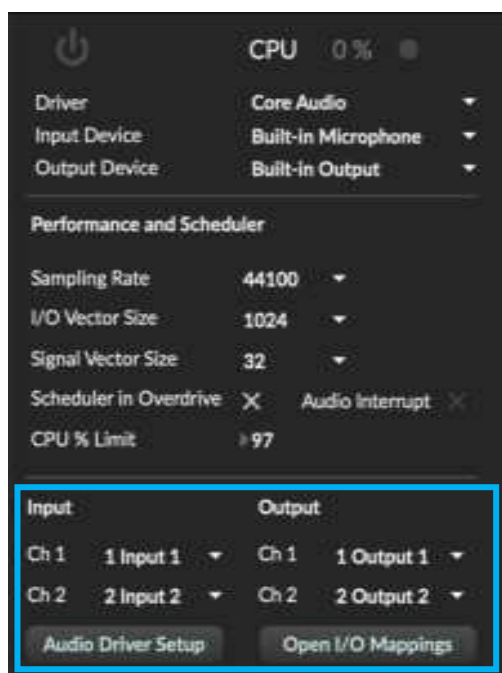 CPU 0 %
Driver Core Audio
Input Device Built-in Microphone
Output Device Built-in Output
Performance and Scheduler
Sampling Rate 44100
I/O Vector Size 1024
Signal Vector Size 32
Scheduler in Overdrive X Audio Interrupt X
CPU % Limit 97
Input Output
Ch 1 1 Input 1 Ch 1 1 Output 1
Ch 2 2 Input 2 Ch 2 2 Output 2
Audio Driver Setup Open I/O Mappings